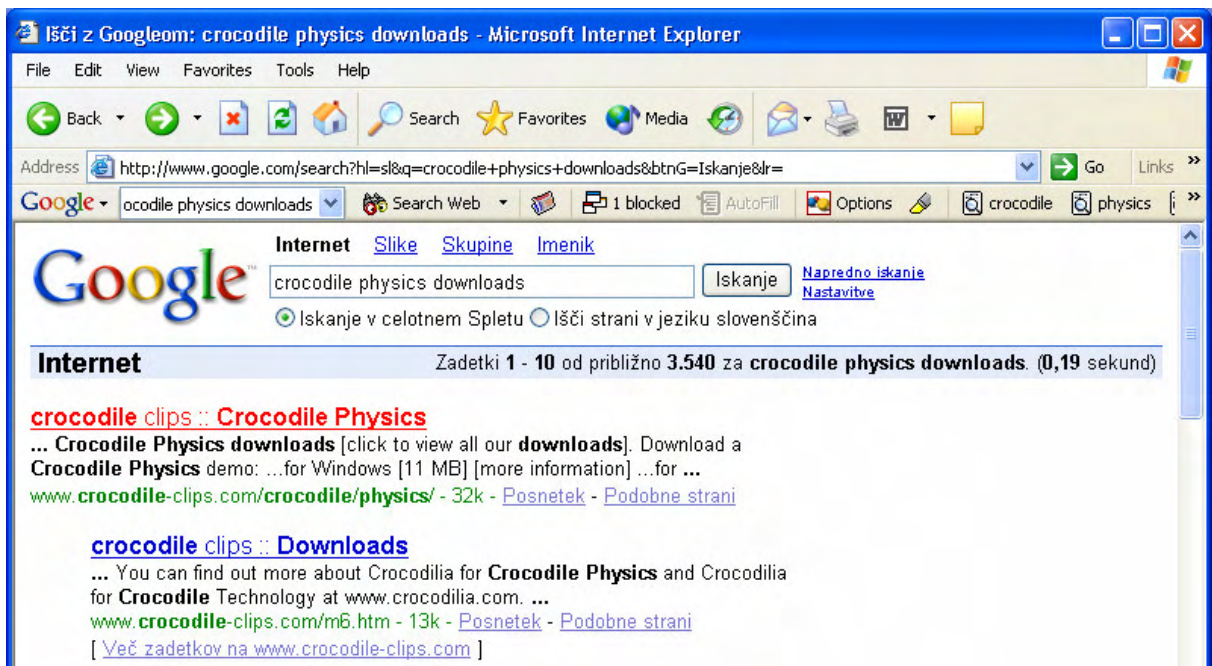 Išči z Googleom: crocodile physics downloads - Microsoft Internet Explorer
File Edit View Favorites Tools Help
Back Search Favorites Media
Address http://www.google.com/search?hl=sl&q=crocodile+physics+downloads&btnG=Iskanje&lr= Go Links »
Google ocodile physics downloads Search Web 1 blocked AutoFill Options crocodile physics »
Internet Slike Skupine Imenik
Google™ crocodile physics downloads Iskanje Napredno iskanje
Nastavitve
Iskanje v celotnem Spletu Išči strani v jeziku slovenščina
Internet Zadetki 1 - 10 od približno 3.540 za crocodile physics downloads. (0,19 sekund)
crocodile clips :: Crocodile Physics
... Crocodile Physics downloads [click to view all our downloads]. Download a
Crocodile Physics demo: ...for Windows [11 MB] [more information] ...for ...
www.crocodile-clips.com/crocodile/physics/ - 32k - Posnetek - Podobne strani
crocodile clips :: Downloads
... You can find out more about Crocodilia for Crocodile Physics and Crocodilia
for Crocodile Technology at www.crocodilia.com. ...
www.crocodile-clips.com/m6.htm - 13k - Posnetek - Podobne strani
[ Več zadetkov na www.crocodile-clips.com ]